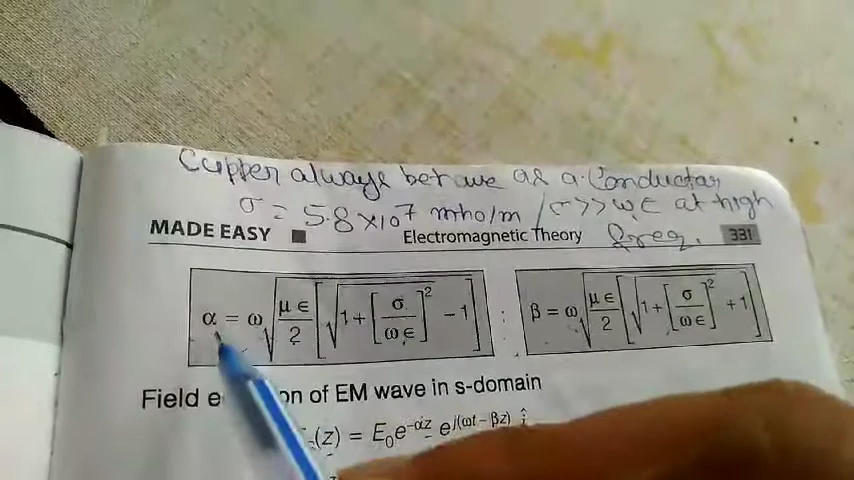 Cupper always behave as a Conductor
σ = 5.8×10⁷ mho/m / σ>>ωϵ at high freq.
MADE EASY ■ Electromagnetic Theory 331
α = ω√(μϵ/2 [√(1+[σ/ωϵ]²) − 1]) β = ω√(μϵ/2 [√(1+[σ/ωϵ]²) + 1])
Field on of EM wave in s-domain
(z) = E₀e^(−αz) e^(j(ωt−βz)) î